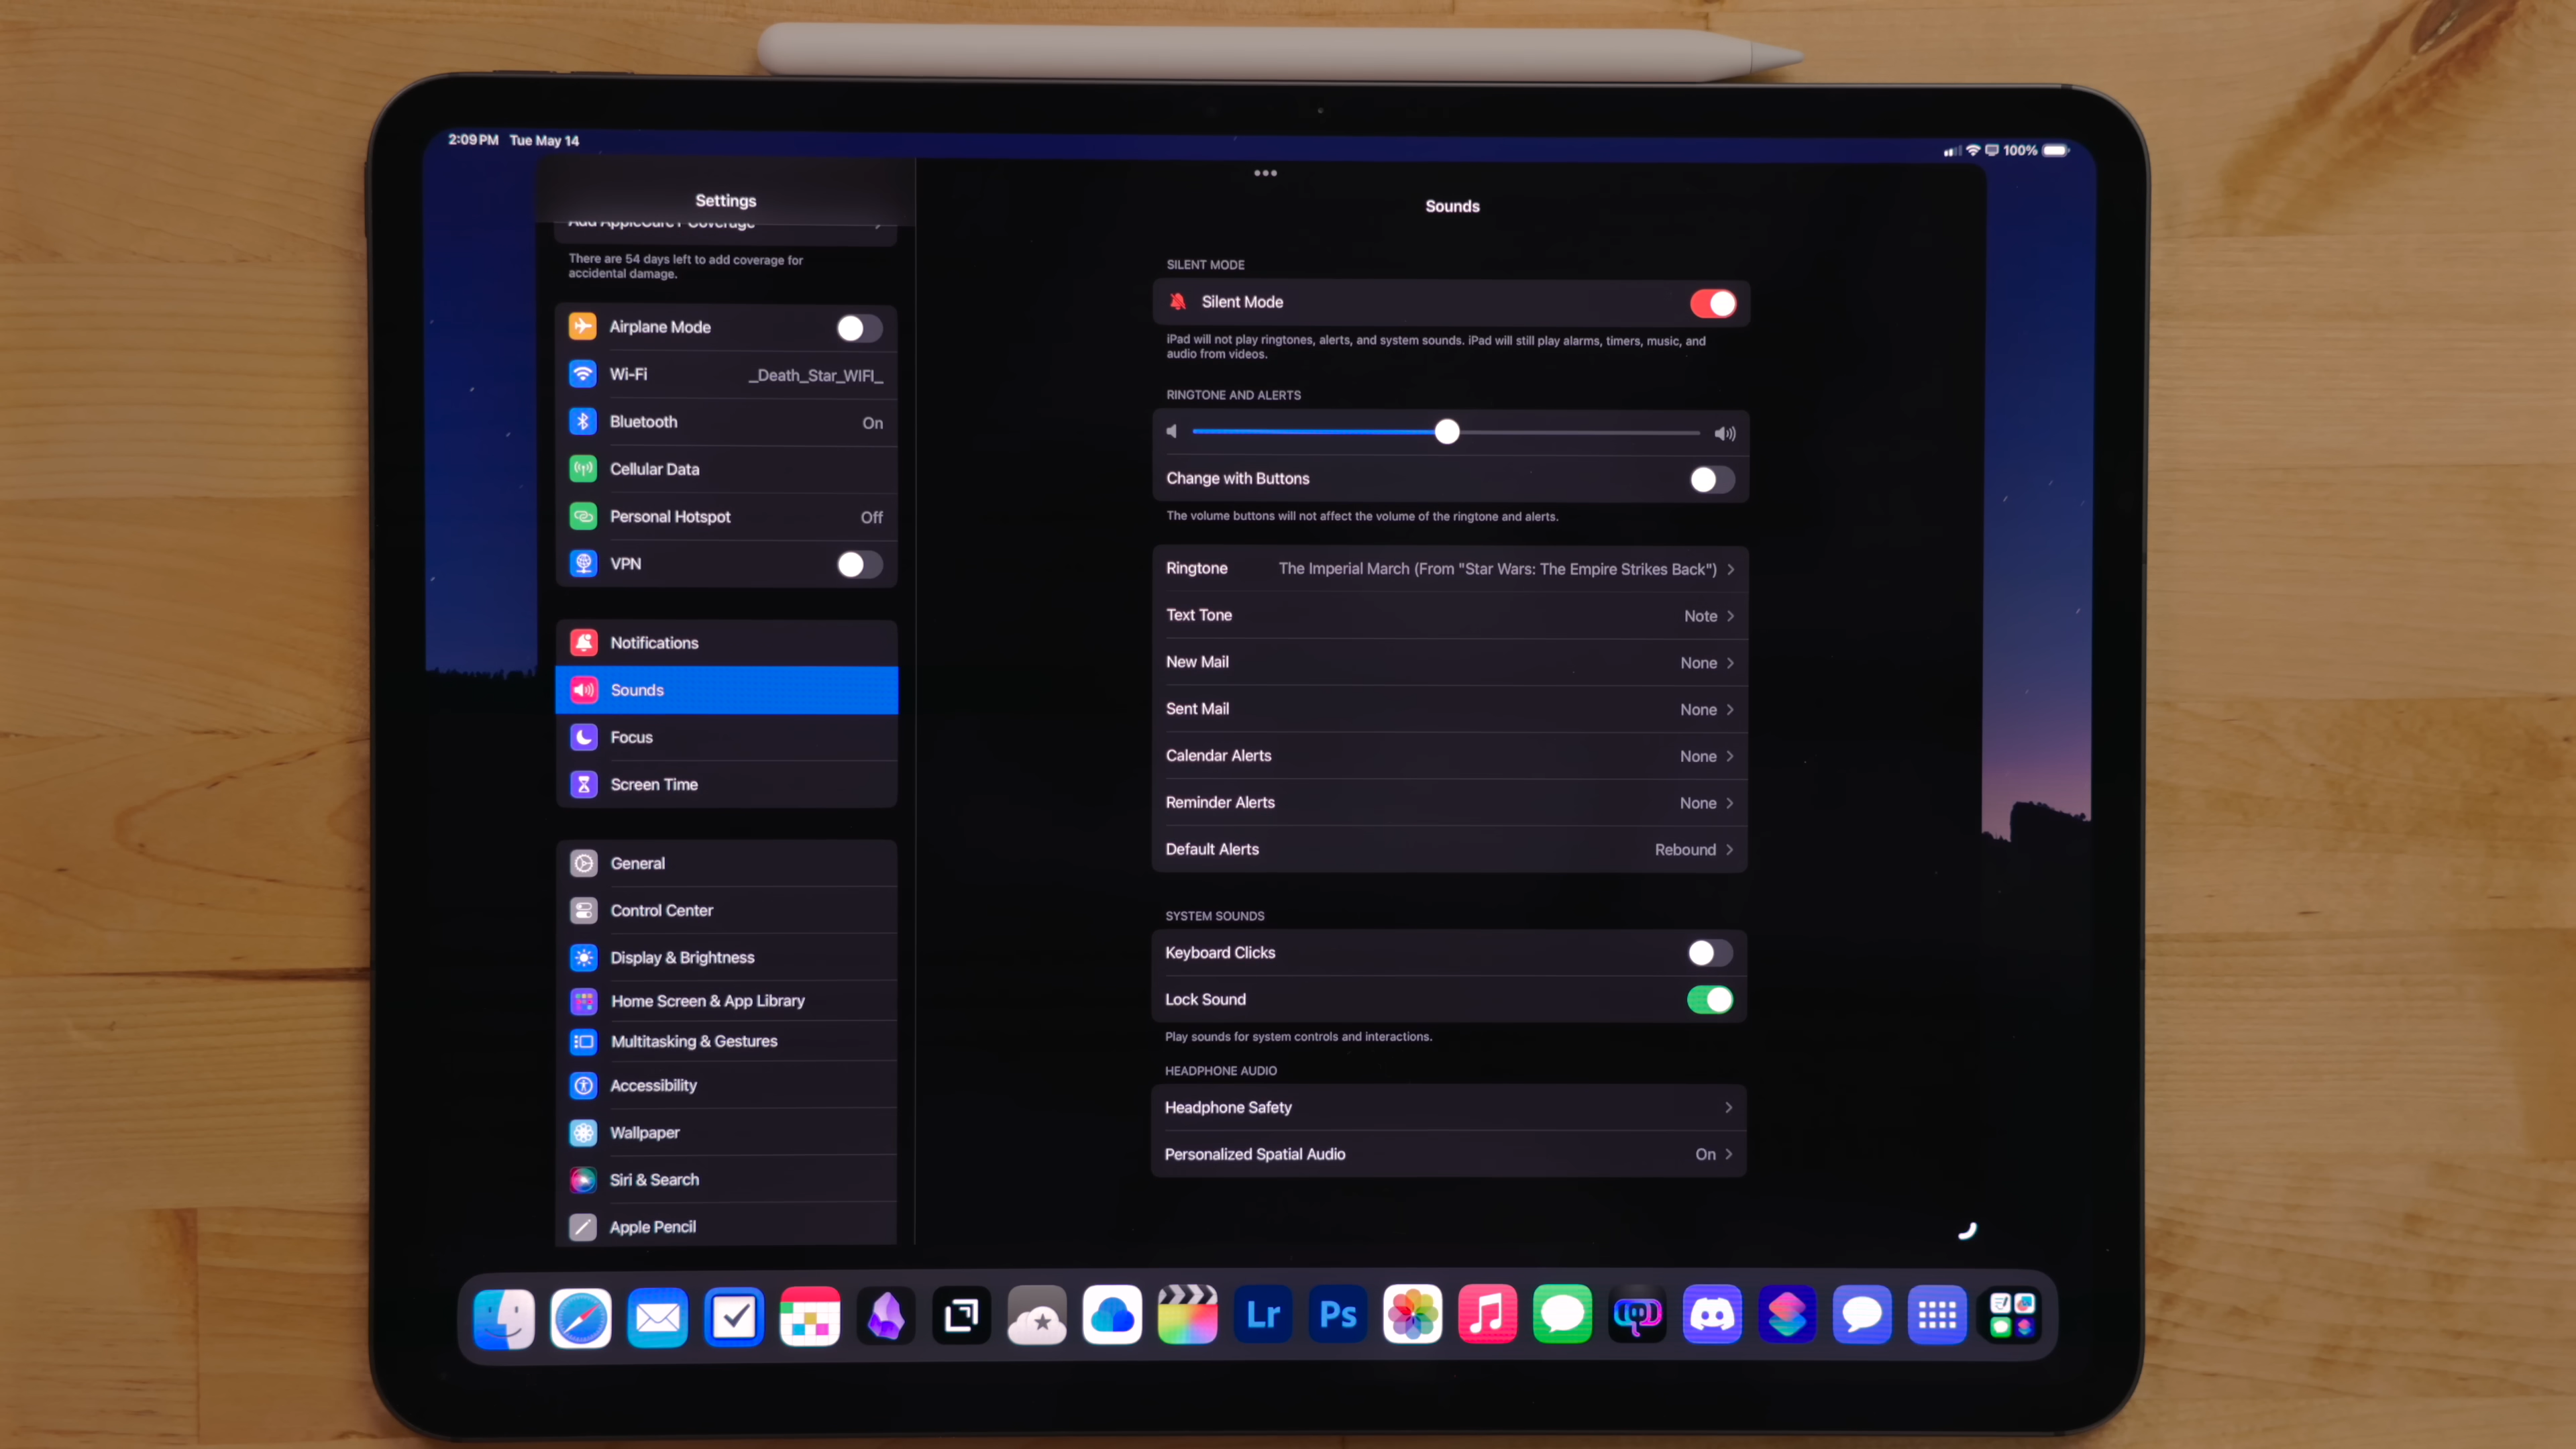 2:09 PM Tue May 14
100%
Settings
Add AppleCare+ Coverage
There are 54 days left to add coverage for
accidental damage.
Airplane Mode
Wi-Fi _Death_Star_WIFI_
Bluetooth On
Cellular Data
Personal Hotspot Off
VPN
Notifications
Sounds
Focus
Screen Time
General
Control Center
Display & Brightness
Home Screen & App Library
Multitasking & Gestures
Accessibility
Wallpaper
Siri & Search
Apple Pencil
Sounds
SILENT MODE
Silent Mode
iPad will not play ringtones, alerts, and system sounds. iPad will still play alarms, timers, music, and
audio from videos.
RINGTONE AND ALERTS
Change with Buttons
The volume buttons will not affect the volume of the ringtone and alerts.
Ringtone The Imperial March (From "Star Wars: The Empire Strikes Back")
Text Tone Note
New Mail None
Sent Mail None
Calendar Alerts None
Reminder Alerts None
Default Alerts Rebound
SYSTEM SOUNDS
Keyboard Clicks
Lock Sound
Play sounds for system controls and interactions.
HEADPHONE AUDIO
Headphone Safety
Personalized Spatial Audio On
Lr
Ps